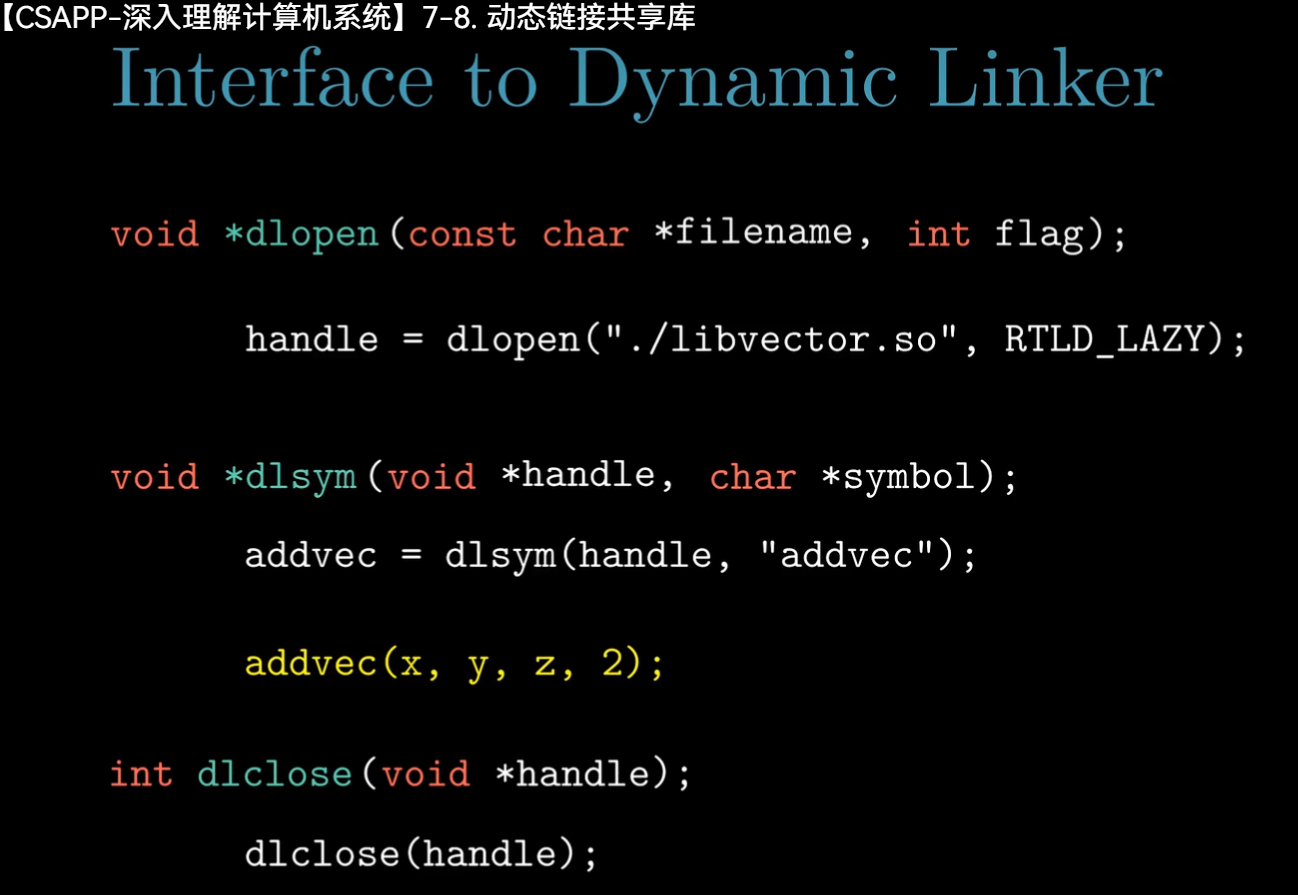 【CSAPP-深入理解计算机系统】7-8. 动态链接共享库
Interface to Dynamic Linker
void *dlopen(const char *filename, int flag);
handle = dlopen("./libvector.so", RTLD_LAZY);
void *dlsym(void *handle, char *symbol);
addvec = dlsym(handle, "addvec");
addvec(x, y, z, 2);
int dlclose(void *handle);
dlclose(handle);